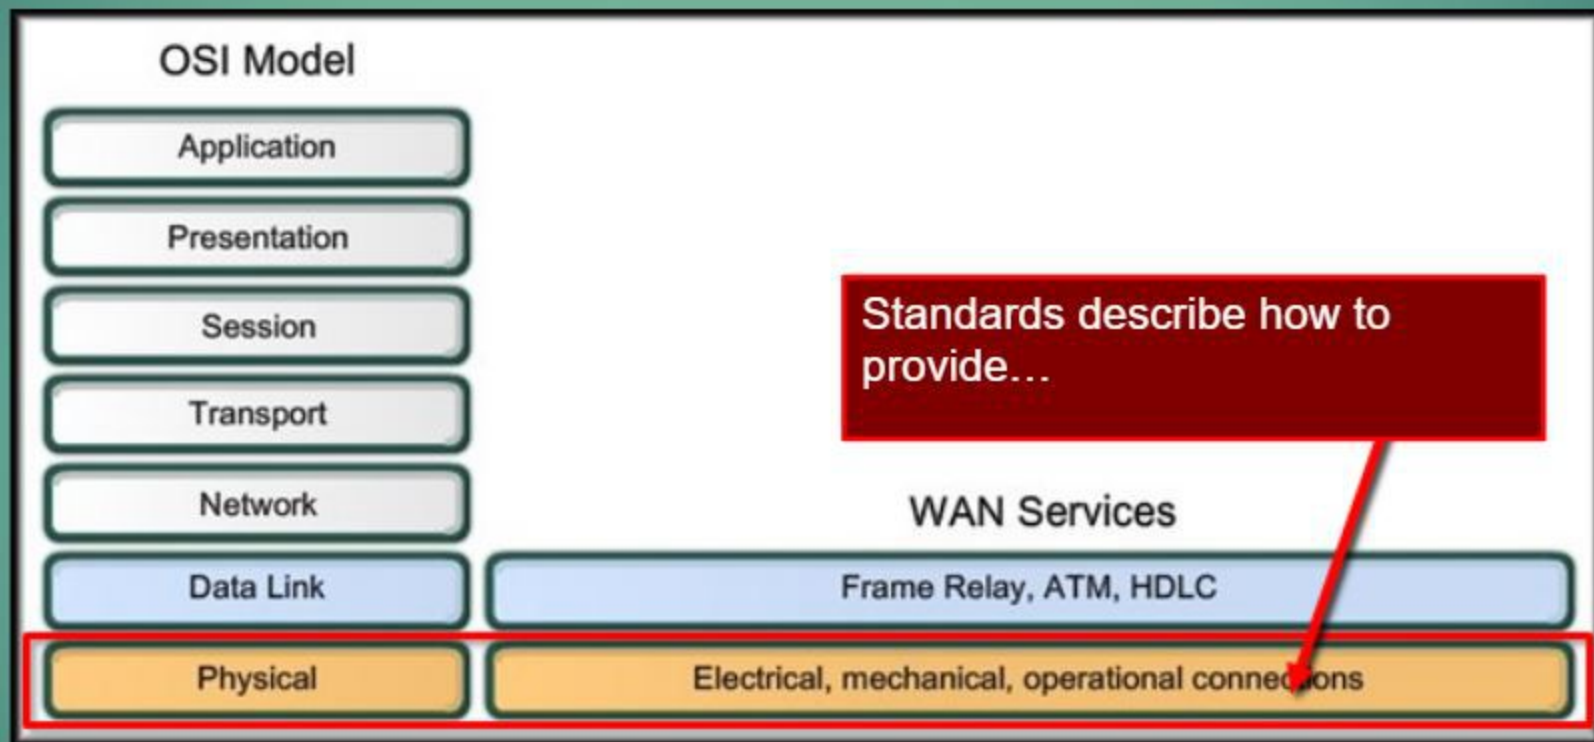 OSI Model
Application
Presentation
Session
Transport
Network
Data Link
Physical
Standards describe how to
provide...
WAN Services
Frame Relay, ATM, HDLC
Electrical, mechanical, operational connections